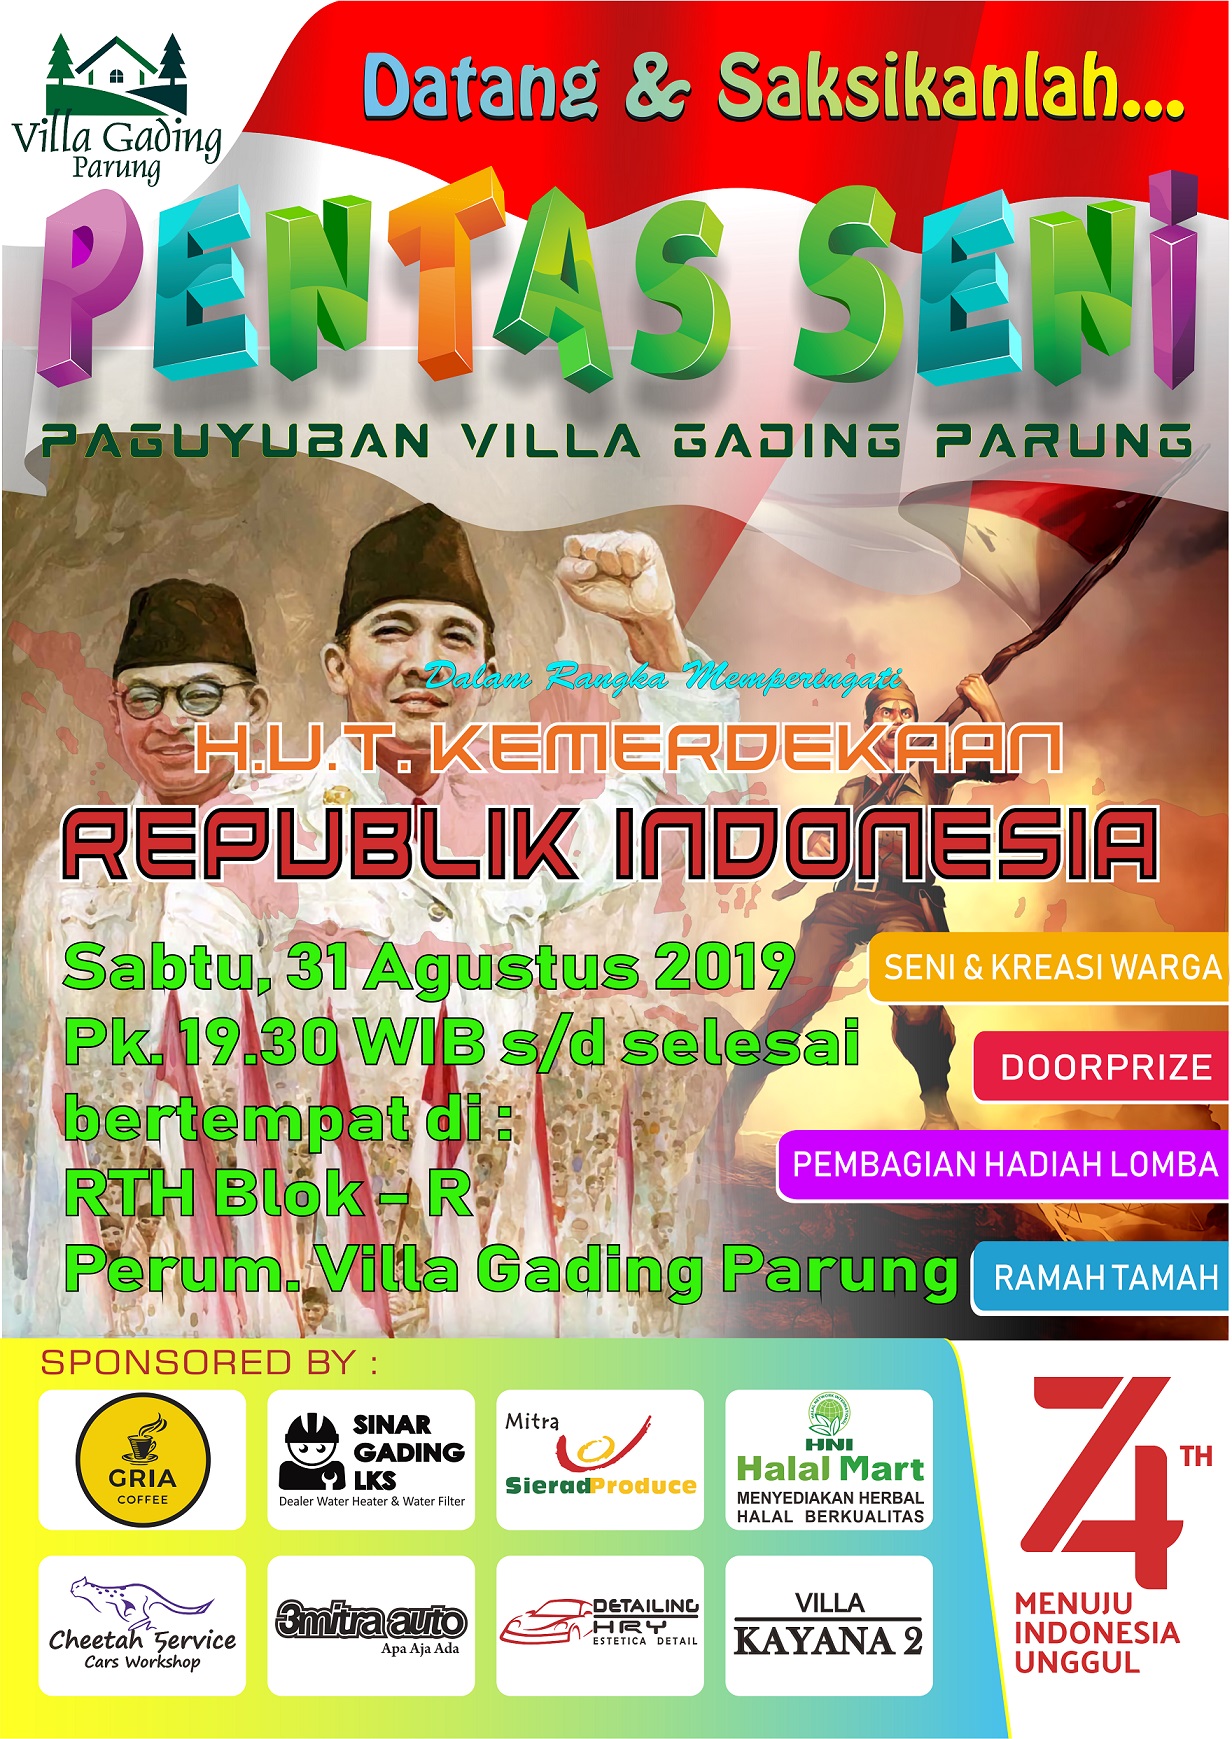 Villa Gading
Parung
Datang & Saksikanlah...
PENTAS SENi
PAGUYUBAN VILLA GADING PARUNG
Dalam Rangka Memperingati
H.U.T. KEMERDEKAAN
REPUBLIK INDONESIA
Sabtu, 31 Agustus 2019
Pk. 19.30 WIB s/d selesai
bertempat di :
RTH Blok - R
Perum. Villa Gading Parung
SENI & KREASI WARGA
DOORPRIZE
PEMBAGIAN HADIAH LOMBA
RAMAH TAMAH
SPONSORED BY :
GRIA
COFFEE
SINAR
GADING
LKS
Dealer Water Heater & Water Filter
Mitra
SieradProduce
HNI
Halal Mart
MENYEDIAKAN HERBAL
HALAL BERKUALITAS
Cheetah Service
Cars Workshop
3mitra auto
Apa Aja Ada
DETAILING
HRY
ESTETICA DETAIL
VILLA
KAYANA 2
74TH
MENUJU
INDONESIA
UNGGUL